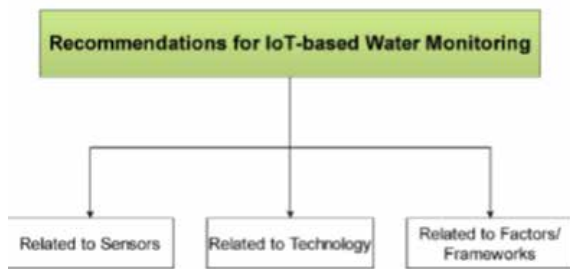 Recommendations for IoT-based Water Monitoring
Related to Sensors
Related to Technology
Related to Factors/
Frameworks